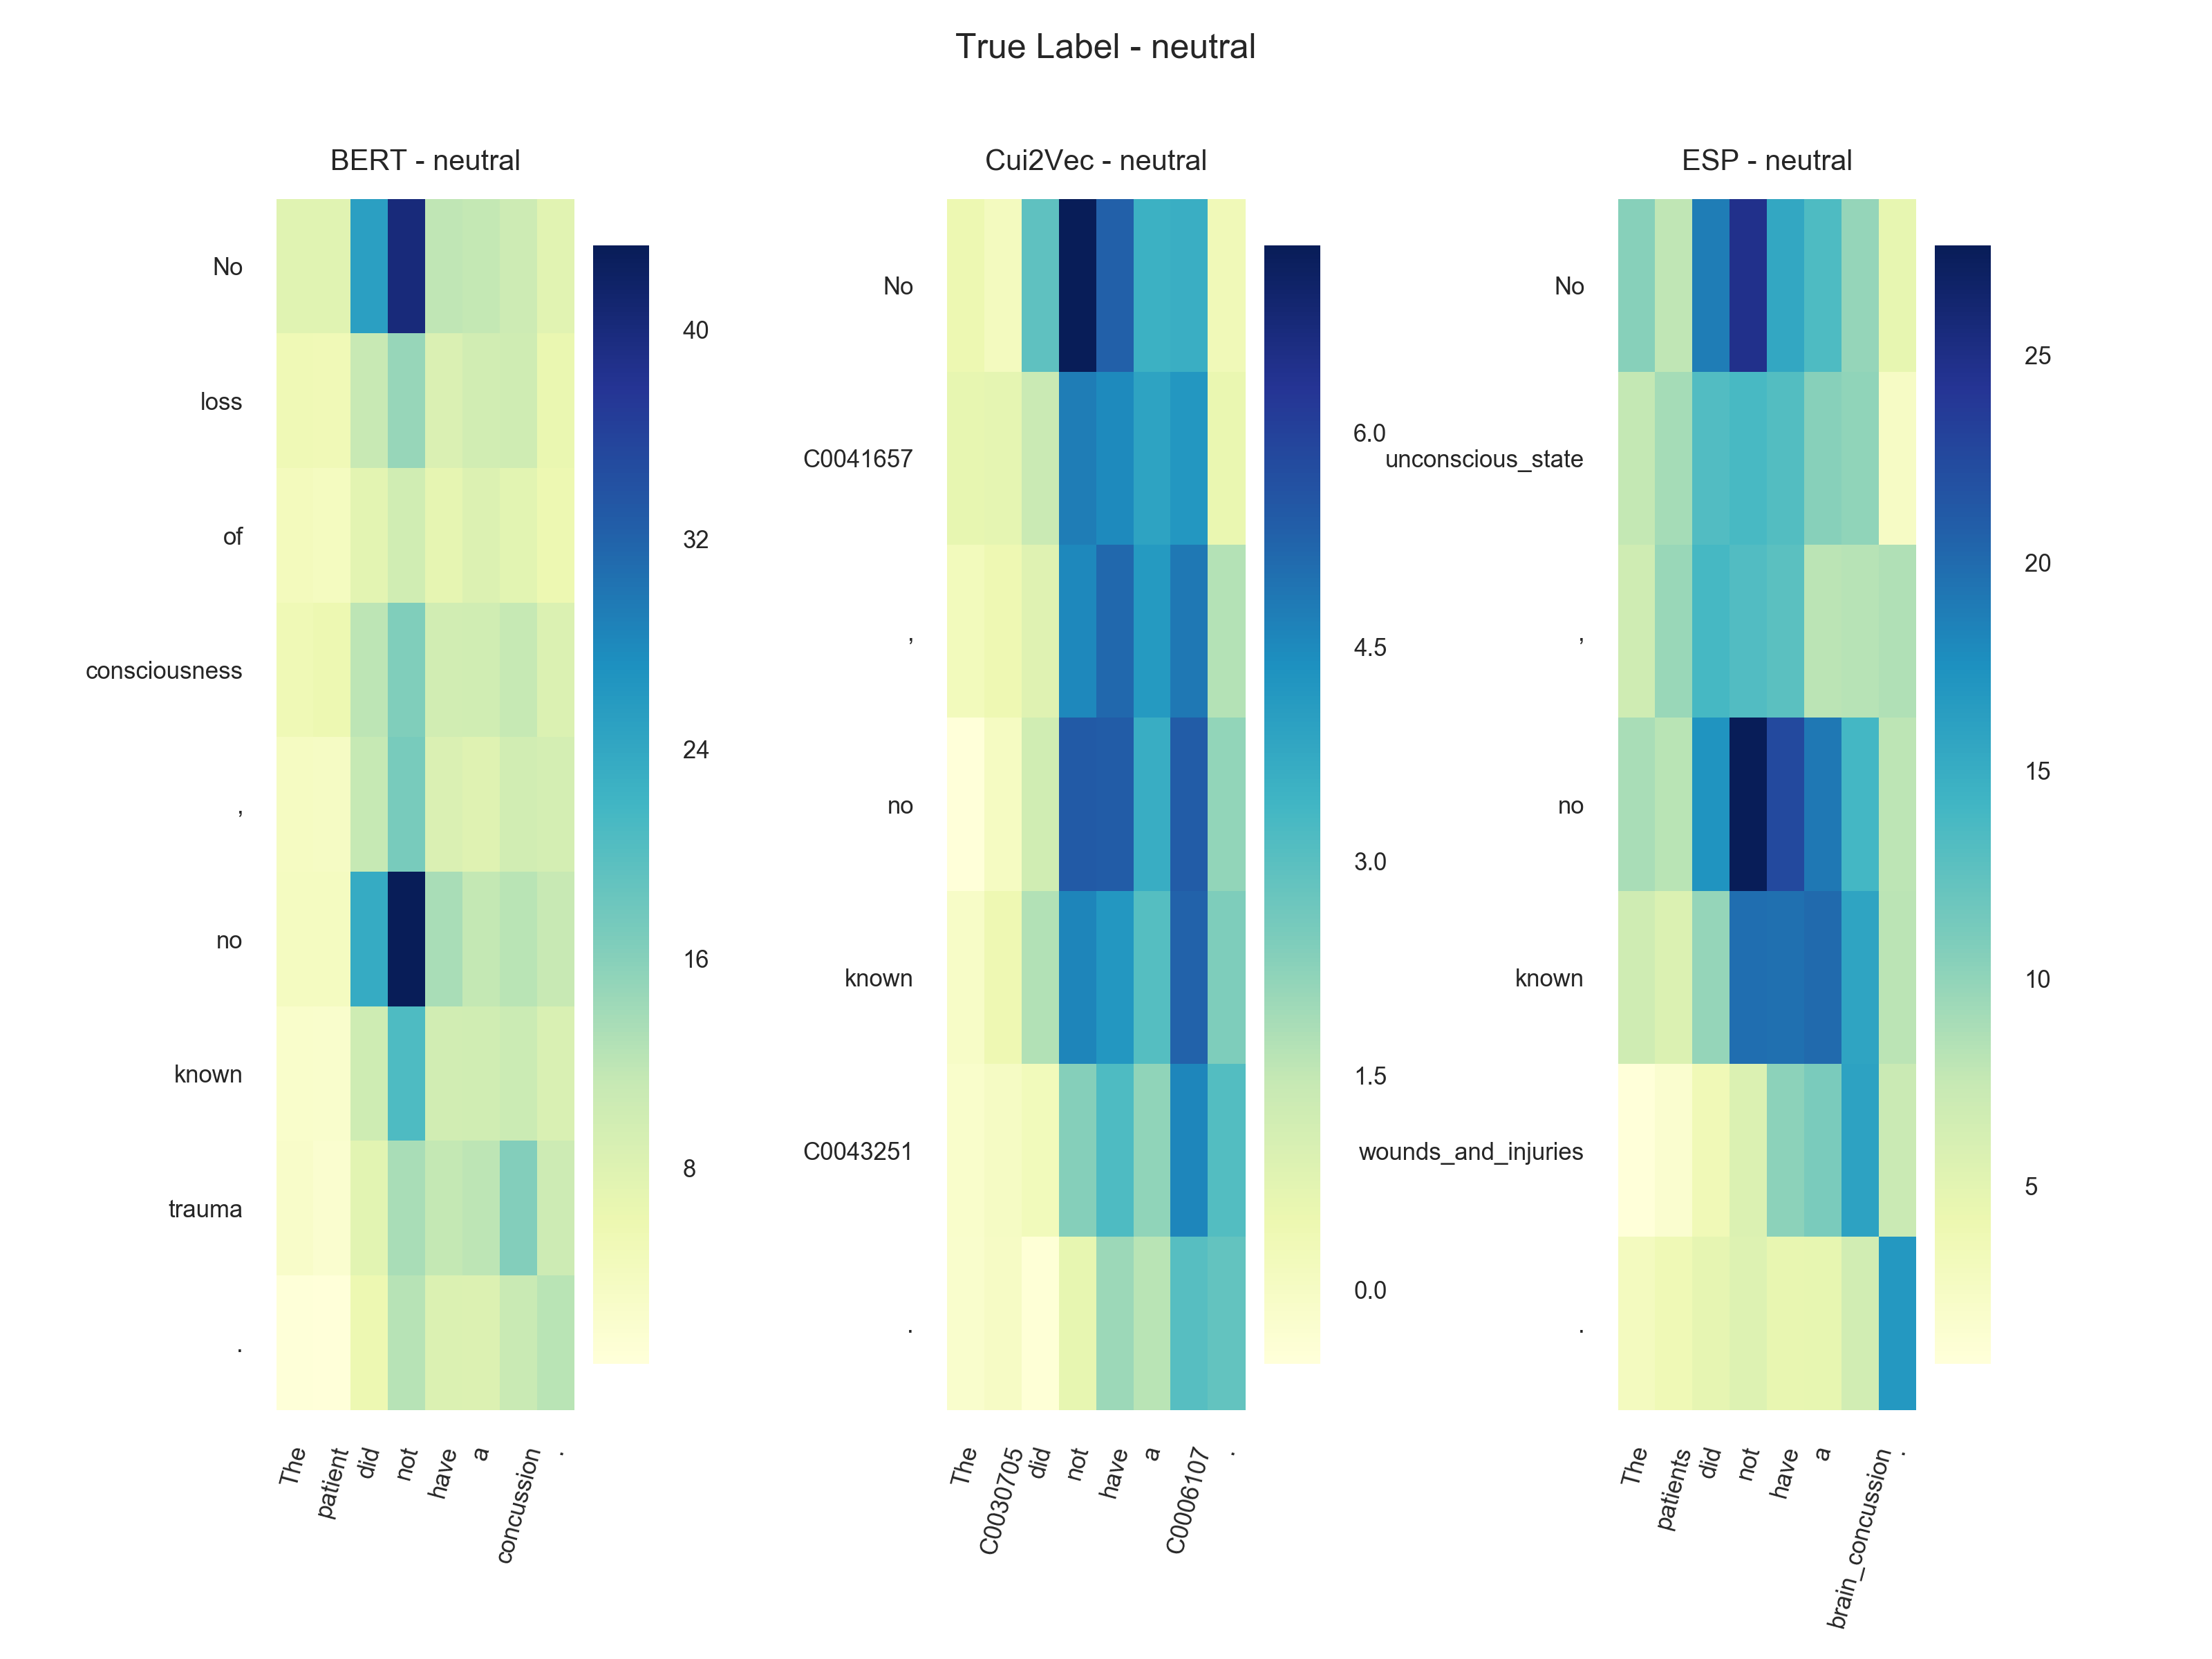 True Label - neutral
BERT - neutral
No
loss
of
consciousness
,
no
known
trauma
.
The
patient
did
not
have
a
concussion
.
40
32
24
16
8
Cui2Vec - neutral
No
C0041657
,
no
known
C0043251
.
The
C0030705
did
not
have
a
C0006107
.
6.0
4.5
3.0
1.5
0.0
ESP - neutral
No
unconscious_state
,
no
known
wounds_and_injuries
.
The
patients
did
not
have
a
brain_concussion
.
25
20
15
10
5